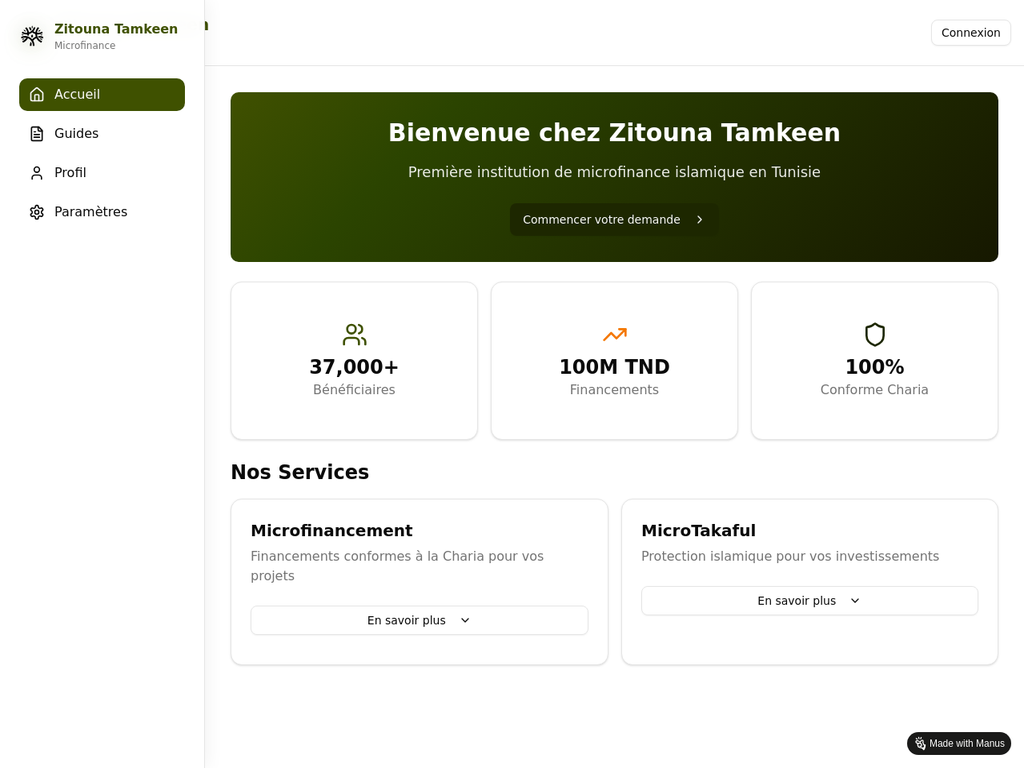 Zitouna Tamkeen
Microfinance
Accueil
Guides
Profil
Paramètres
Connexion
Bienvenue chez Zitouna Tamkeen
Première institution de microfinance islamique en Tunisie
Commencer votre demande
37,000+
Bénéficiaires
100M TND
Financements
100%
Conforme Charia
Nos Services
Microfinancement
Financements conformes à la Charia pour vos
projets
En savoir plus
MicroTakaful
Protection islamique pour vos investissements
En savoir plus
Made with Manus